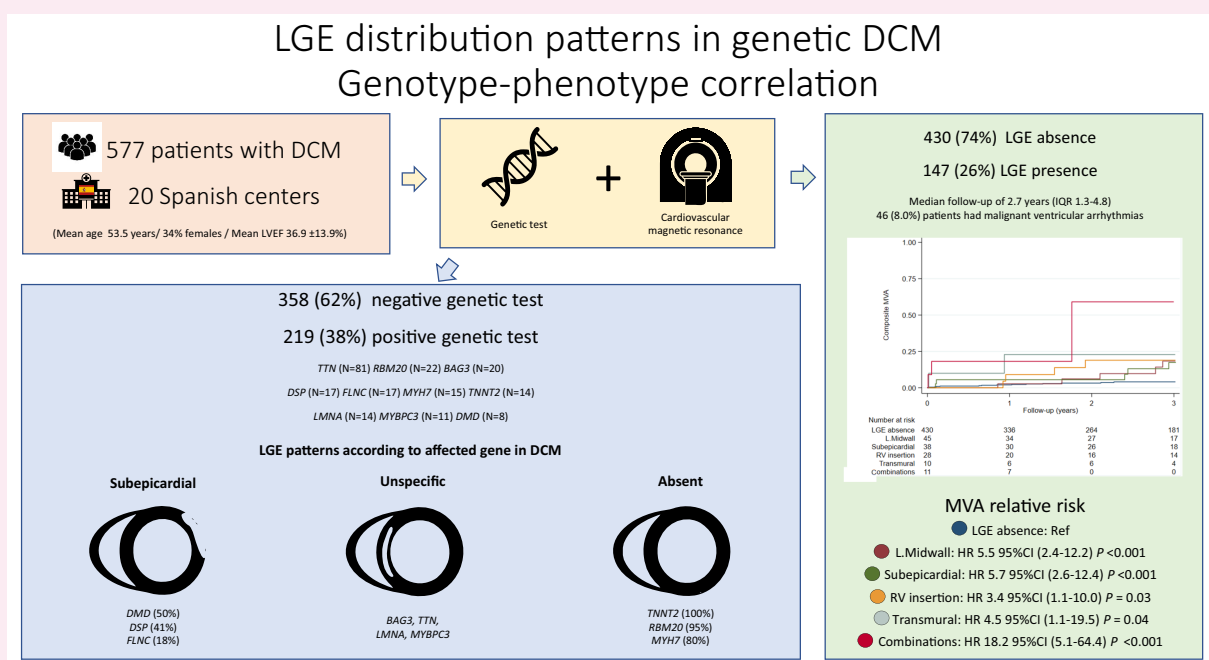 LGE distribution patterns in genetic DCM
Genotype-phenotype correlation
577 patients with DCM
20 Spanish centers
(Mean age 53.5 years/ 34% females / Mean LVEF 36.9 ±13.9%)
Genetic test
+
Cardiovascular
magnetic resonance
358 (62%) negative genetic test
219 (38%) positive genetic test
TTN (N=81) RBM20 (N=22) BAG3 (N=20)
DSP (N=17) FLNC (N=17) MYH7 (N=15) TNNT2 (N=14)
LMNA (N=14) MYBPC3 (N=11) DMD (N=8)
LGE patterns according to affected gene in DCM
Subepicardial
DMD (50%)
DSP (41%)
FLNC (18%)
Unspecific
BAG3, TTN,
LMNA, MYBPC3
Absent
TNNT2 (100%)
RBM20 (95%)
MYH7 (80%)
430 (74%) LGE absence
147 (26%) LGE presence
Median follow-up of 2.7 years (IQR 1.3-4.8)
46 (8.0%) patients had malignant ventricular arrhythmias
Composite MVA
1.00
0.75
0.50
0.25
0.00
0 1 2 3
Follow-up (years)
Number at risk
LGE absence 430 336 264 181
L.Midwall 45 34 27 17
Subepicardial 38 30 26 18
RV insertion 28 20 16 14
Transmural 10 6 6 4
Combinations 11 7 0 0
MVA relative risk
LGE absence: Ref
L.Midwall: HR 5.5 95%CI (2.4-12.2) P <0.001
Subepicardial: HR 5.7 95%CI (2.6-12.4) P <0.001
RV insertion: HR 3.4 95%CI (1.1-10.0) P = 0.03
Transmural: HR 4.5 95%CI (1.1-19.5) P = 0.04
Combinations: HR 18.2 95%CI (5.1-64.4) P <0.001